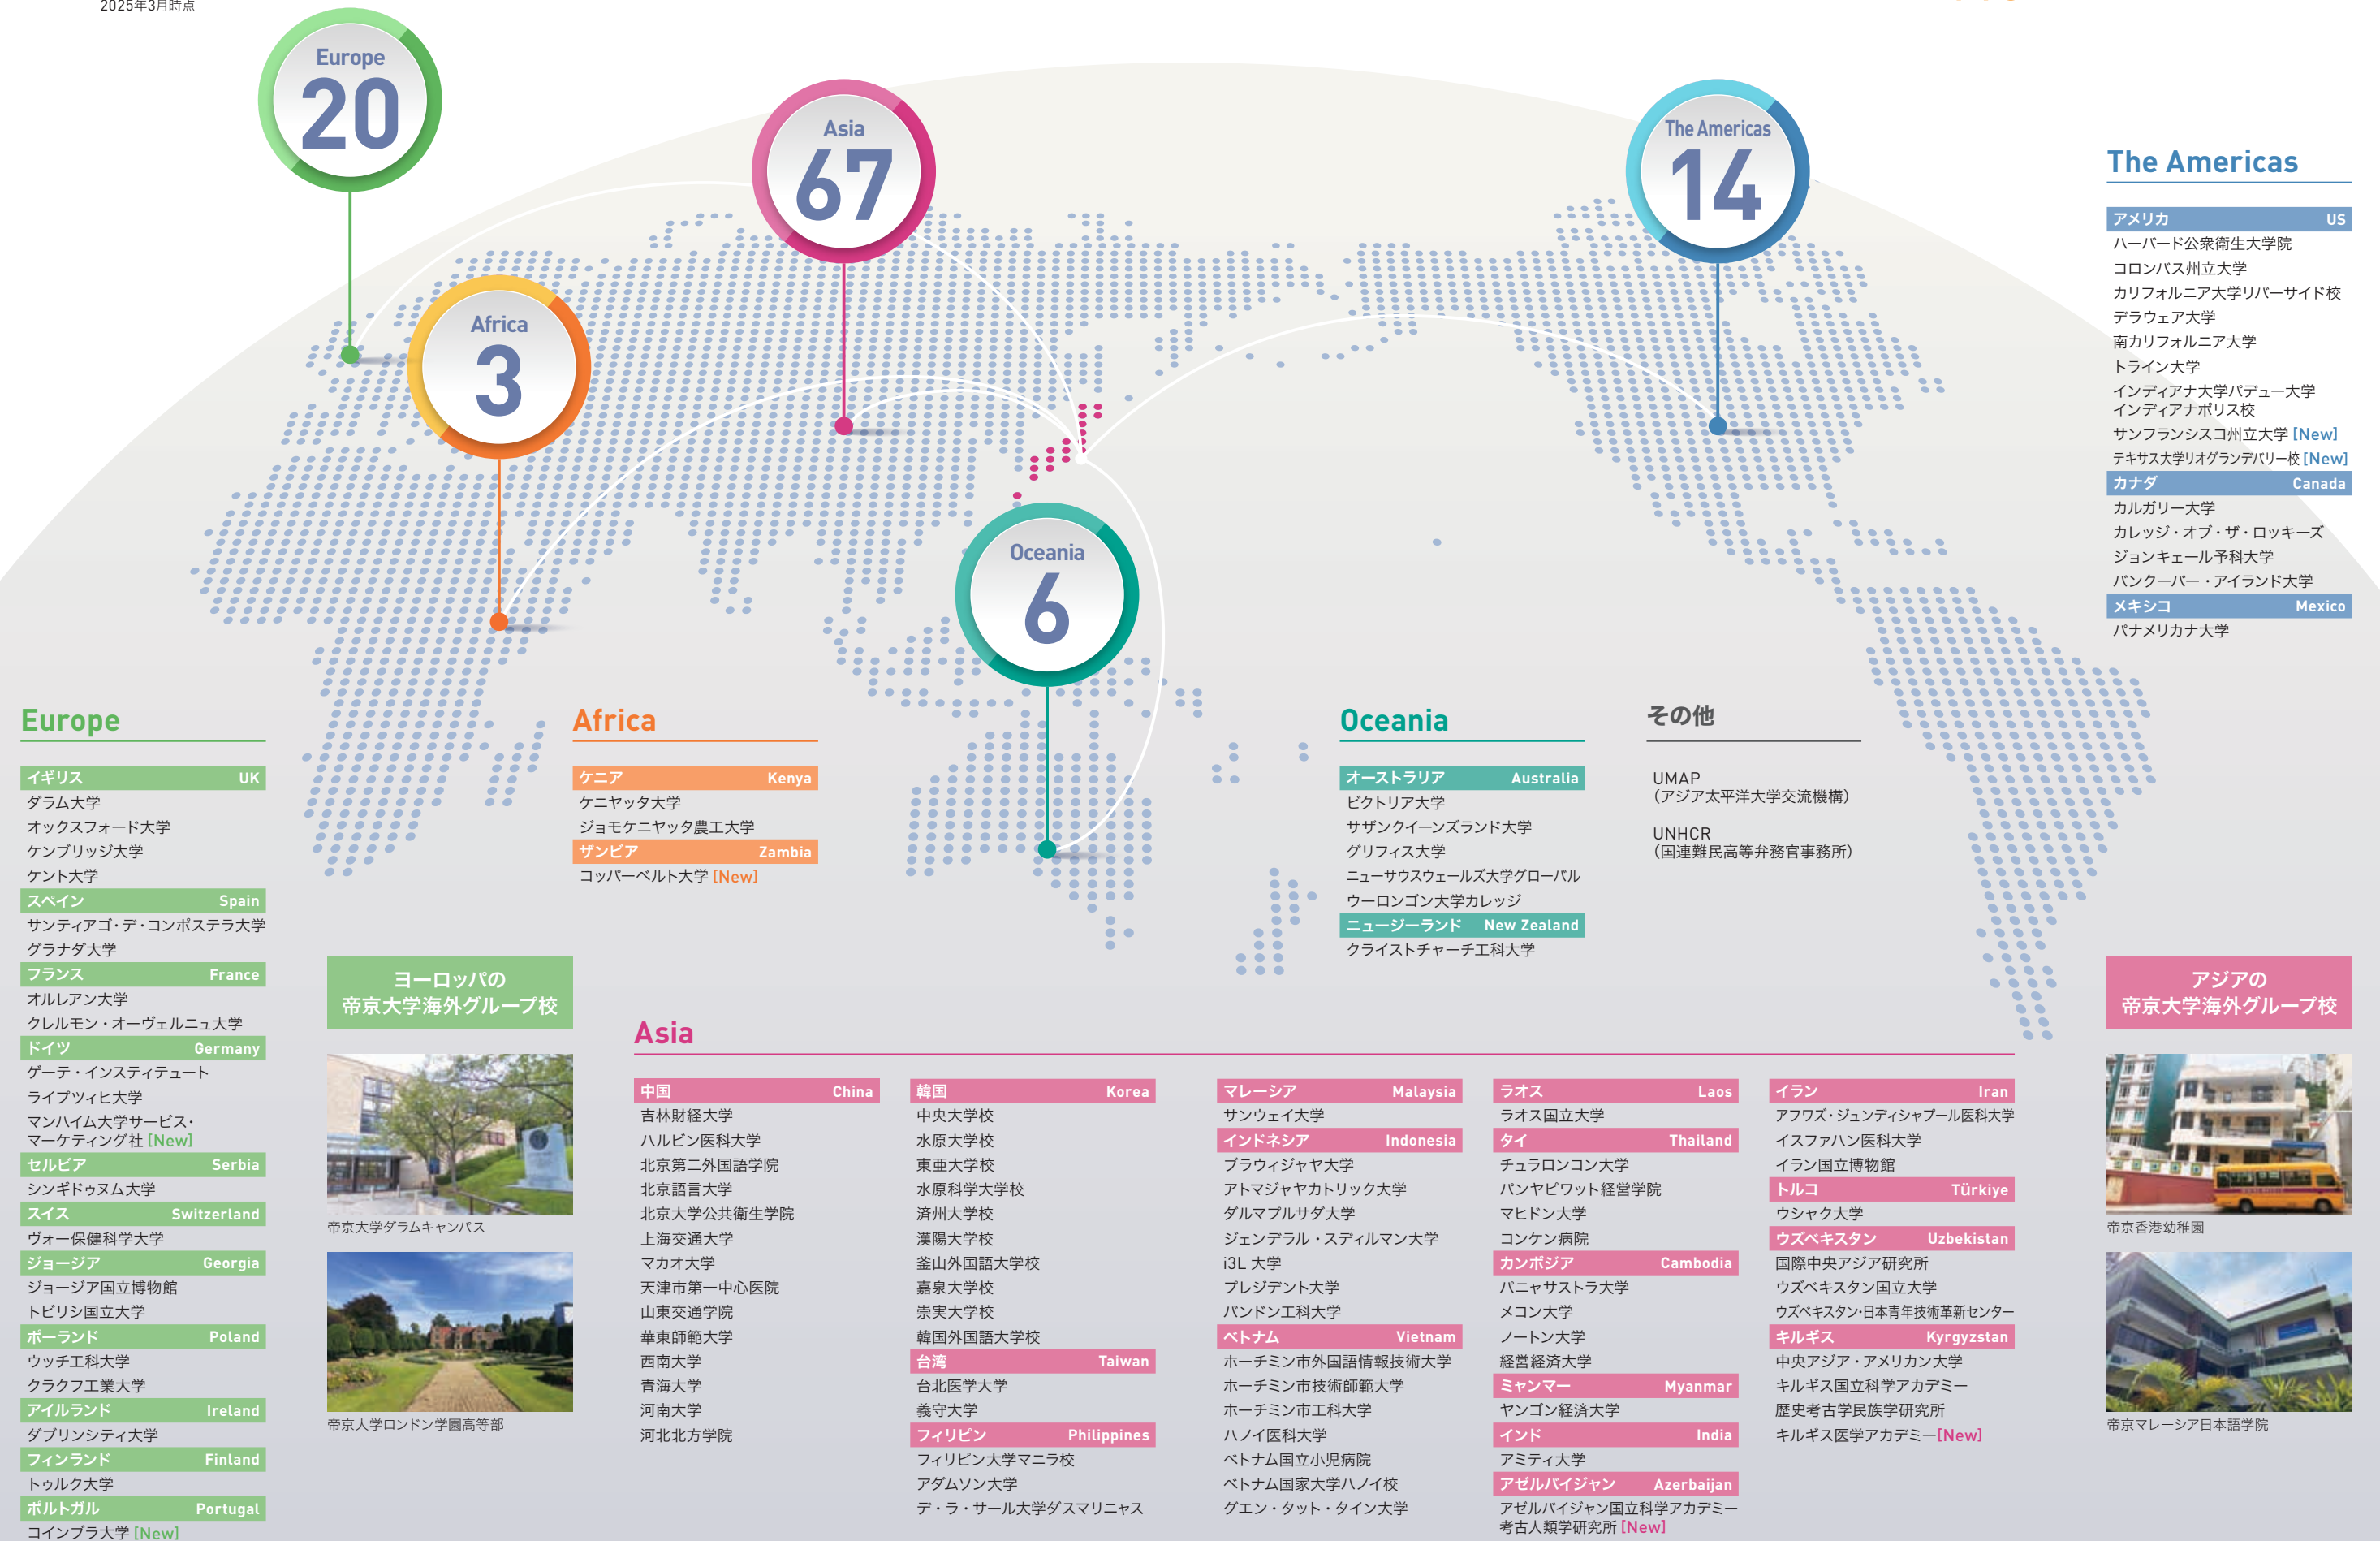 2025年3月時点
Europe
20
Asia
67
The Americas
14
Africa
3
Oceania
6
The Americas
アメリカ US
ハーバード公衆衛生大学院
コロンバス州立大学
カリフォルニア大学リバーサイド校
デラウェア大学
南カリフォルニア大学
トライン大学
インディアナ大学パデュー大学
インディアナポリス校
サンフランシスコ州立大学 [New]
テキサス大学リオグランデバリー校 [New]
カナダ Canada
カルガリー大学
カレッジ・オブ・ザ・ロッキーズ
ジョンキェール予科大学
バンクーバー・アイランド大学
メキシコ Mexico
パナメリカナ大学
Europe
イギリス UK
ダラム大学
オックスフォード大学
ケンブリッジ大学
ケント大学
スペイン Spain
サンティアゴ・デ・コンポステラ大学
グラナダ大学
フランス France
オルレアン大学
クレルモン・オーヴェルニュ大学
ドイツ Germany
ゲーテ・インスティテュート
ライプツィヒ大学
マンハイム大学サービス・
マーケティング社 [New]
セルビア Serbia
シンギドゥヌム大学
スイス Switzerland
ヴォー保健科学大学
ジョージア Georgia
ジョージア国立博物館
トビリシ国立大学
ポーランド Poland
ウッチ工科大学
クラクフ工業大学
アイルランド Ireland
ダブリンシティ大学
フィンランド Finland
トゥルク大学
ポルトガル Portugal
コインブラ大学 [New]
ヨーロッパの
帝京大学海外グループ校
帝京大学ダラムキャンパス
帝京大学ロンドン学園高等部
Africa
ケニア Kenya
ケニヤッタ大学
ジョモケニヤッタ農工大学
ザンビア Zambia
コッパーベルト大学 [New]
Oceania
オーストラリア Australia
ビクトリア大学
サザンクイーンズランド大学
グリフィス大学
ニューサウスウェールズ大学グローバル
ウーロンゴン大学カレッジ
ニュージーランド New Zealand
クライストチャーチ工科大学
その他
UMAP
（アジア太平洋大学交流機構）
UNHCR
（国連難民高等弁務官事務所）
Asia
中国 China
吉林財経大学
ハルビン医科大学
北京第二外国語学院
北京語言大学
北京大学公共衛生学院
上海交通大学
マカオ大学
天津市第一中心医院
山東交通学院
華東師範大学
西南大学
青海大学
河南大学
河北北方学院
韓国 Korea
中央大学校
水原大学校
東亜大学校
水原科学大学校
済州大学校
漢陽大学校
釜山外国語大学校
嘉泉大学校
崇実大学校
韓国外国語大学校
台湾 Taiwan
台北医学大学
義守大学
フィリピン Philippines
フィリピン大学マニラ校
アダムソン大学
デ・ラ・サール大学ダスマリニャス
マレーシア Malaysia
サンウェイ大学
インドネシア Indonesia
ブラウィジャヤ大学
アトマジャヤカトリック大学
ダルマプルサダ大学
ジェンデラル・スディルマン大学
i3L 大学
プレジデント大学
バンドン工科大学
ベトナム Vietnam
ホーチミン市外国語情報技術大学
ホーチミン市技術師範大学
ホーチミン市工科大学
ハノイ医科大学
ベトナム国立小児病院
ベトナム国家大学ハノイ校
グエン・タット・タイン大学
ラオス Laos
ラオス国立大学
タイ Thailand
チュラロンコン大学
パンヤピワット経営学院
マヒドン大学
コンケン病院
カンボジア Cambodia
パニャサストラ大学
メコン大学
ノートン大学
経営経済大学
ミャンマー Myanmar
ヤンゴン経済大学
インド India
アミティ大学
アゼルバイジャン Azerbaijan
アゼルバイジャン国立科学アカデミー
考古人類学研究所 [New]
イラン Iran
アフワズ・ジュンディシャプール医科大学
イスファハン医科大学
イラン国立博物館
トルコ Türkiye
ウシャク大学
ウズベキスタン Uzbekistan
国際中央アジア研究所
ウズベキスタン国立大学
ウズベキスタン・日本青年技術革新センター
キルギス Kyrgyzstan
中央アジア・アメリカン大学
キルギス国立科学アカデミー
歴史考古学民族学研究所
キルギス医学アカデミー[New]
アジアの
帝京大学海外グループ校
帝京香港幼稚園
帝京マレーシア日本語学院